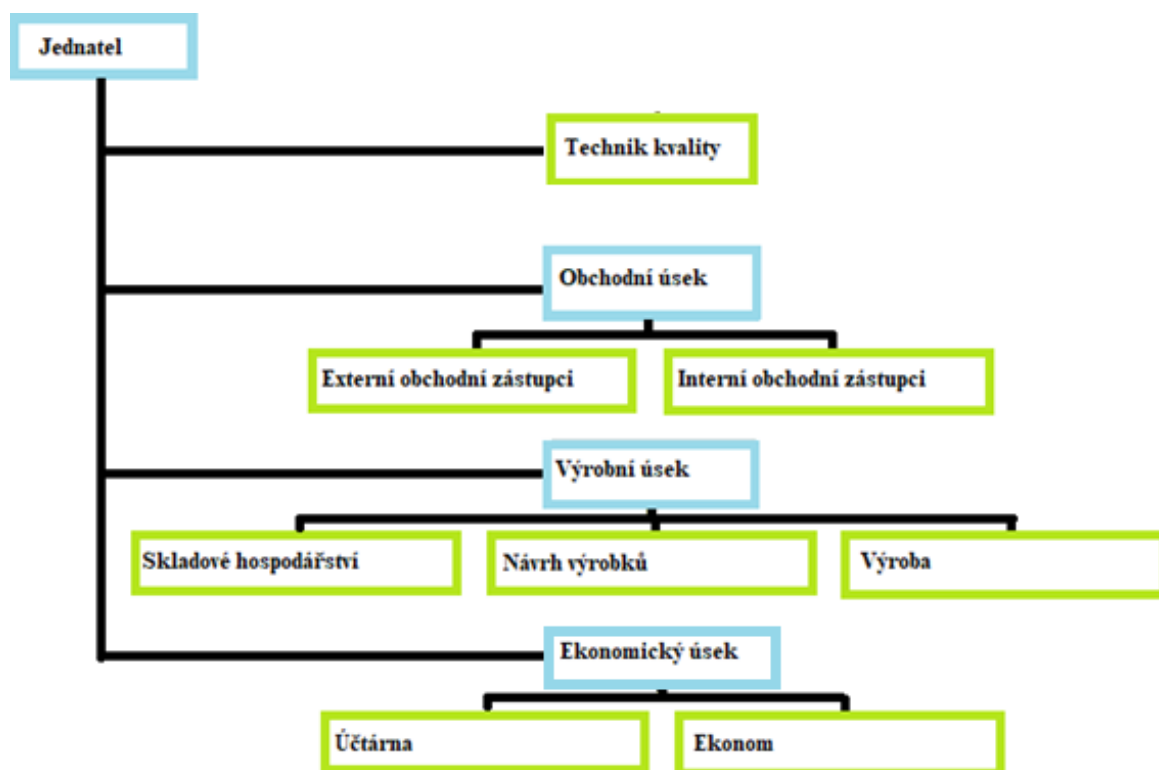 Jednatel
Technik kvality
Obchodní úsek
Externí obchodní zástupci
Interní obchodní zástupci
Výrobní úsek
Skladové hospodářství
Návrh výrobků
Výroba
Ekonomický úsek
Účtárna
Ekonom